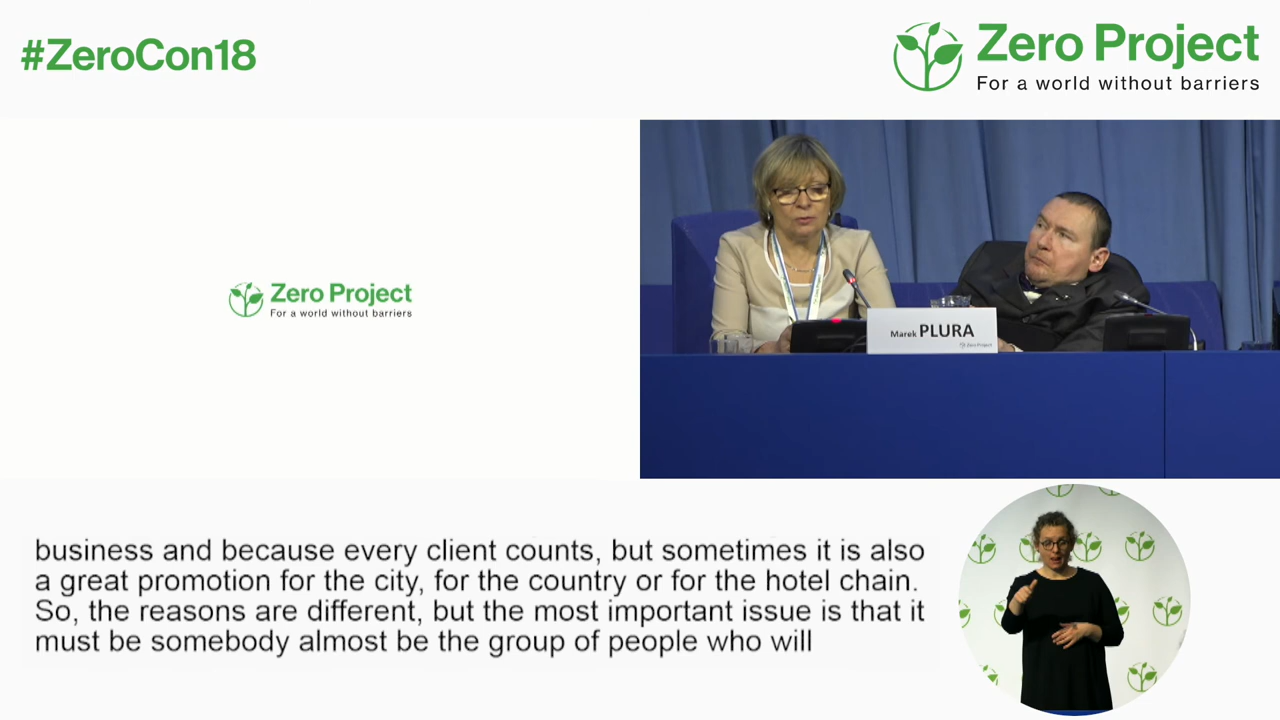 #ZeroCon18
Zero Project
For a world without barriers
Zero Project
For a world without barriers
Marek PLURA
Zero Project
business and because every client counts, but sometimes it is also
a great promotion for the city, for the country or for the hotel chain.
So, the reasons are different, but the most important issue is that it
must be somebody almost be the group of people who will